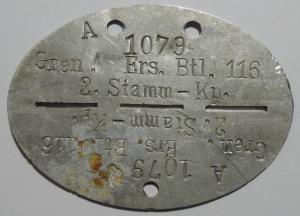 A
1079
Gren. Ers. Btl. 116
2. Stamm-Kp.
2. Stamm-Kp.
Gren. Ers. Btl. 116
A 1079